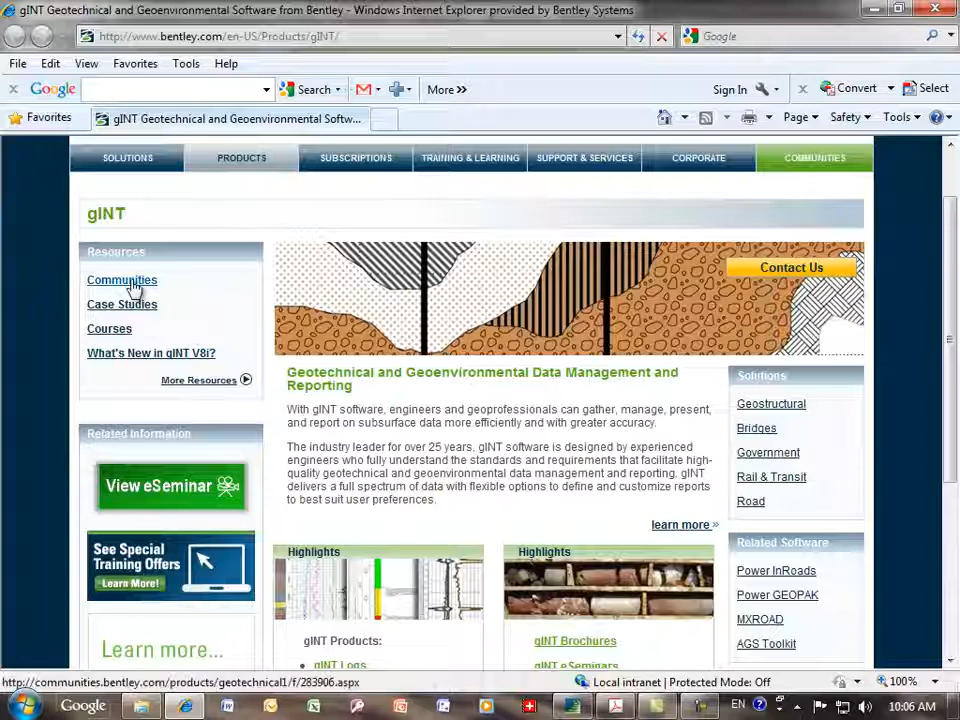 gINT Geotechnical and Geoenvironmental Software from Bentley - Windows Internet Explorer provided by Bentley Systems
http://www.bentley.com/en-US/Products/gINT/
Google
File Edit View Favorites Tools Help
Google Search More >> Sign In Convert Select
Favorites gINT Geotechnical and Geoenvironmental Softw... Page Safety Tools
SOLUTIONS PRODUCTS SUBSCRIPTIONS TRAINING & LEARNING SUPPORT & SERVICES CORPORATE COMMUNITIES
gINT
Resources
Communities
Case Studies
Courses
What's New in gINT V8i?
More Resources
Contact Us
Related Information
View eSeminar
See Special
Training Offers
Learn More!
Learn more...
Geotechnical and Geoenvironmental Data Management and
Reporting
With gINT software, engineers and geoprofessionals can gather, manage, present,
and report on subsurface data more efficiently and with greater accuracy.
The industry leader for over 25 years, gINT software is designed by experienced
engineers who fully understand the standards and requirements that facilitate high-
quality geotechnical and geoenvironmental data management and reporting. gINT
delivers a full spectrum of data with flexible options to define and customize reports
to best suit user preferences.
learn more »
Highlights
gINT Products:
gINT Logs
Highlights
gINT Brochures
gINT eSeminars
Solutions
Geostructural
Bridges
Government
Rail & Transit
Road
Related Software
Power InRoads
Power GEOPAK
MXROAD
AGS Toolkit
http://communities.bentley.com/products/geotechnical1/f/283906.aspx
Local intranet | Protected Mode: Off
100%
Google
EN
10:06 AM